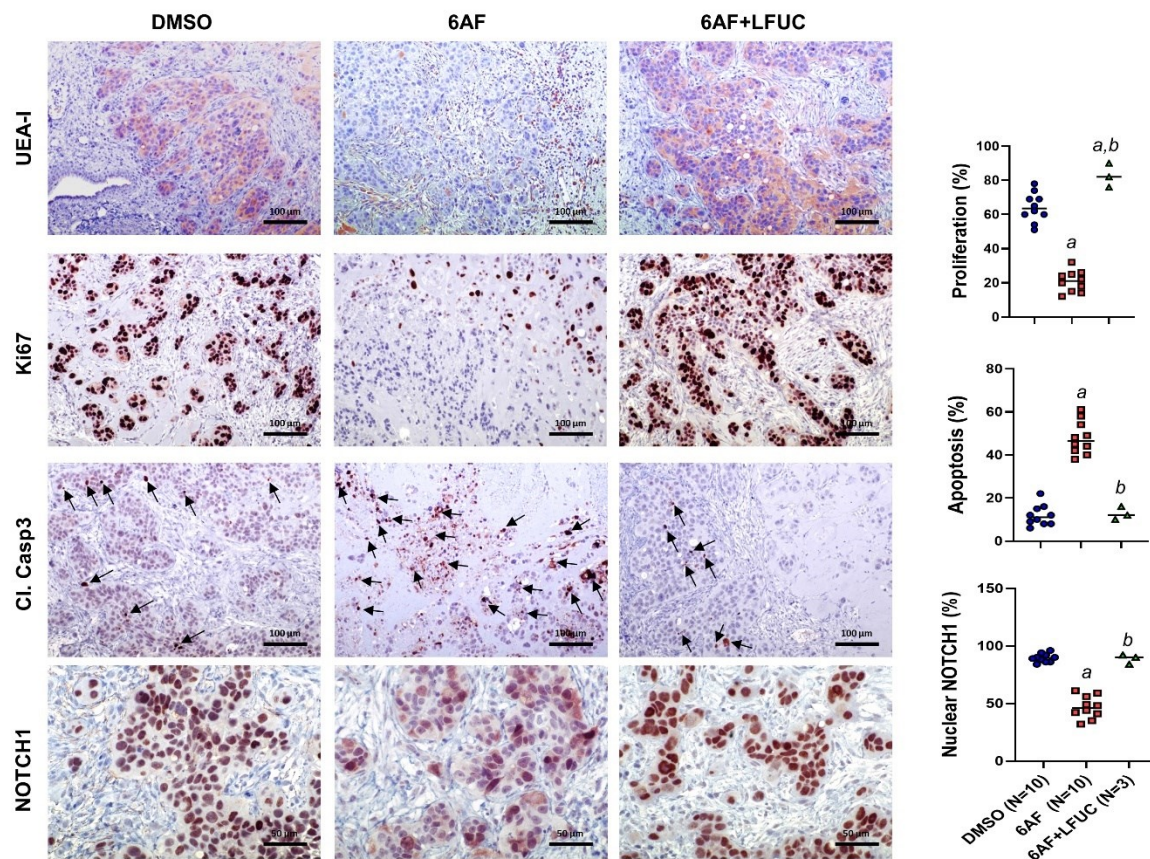 DMSO
6AF
6AF+LFUC
UEA-I
100 µm
100 µm
100 µm
Ki67
100 µm
100 µm
100 µm
Cl. Casp3
100 µm
100 µm
100 µm
NOTCH1
50 µm
50 µm
50 µm
Proliferation (%)
100
80
60
40
20
0
a
a,b
Apoptosis (%)
80
60
40
20
0
a
b
Nuclear NOTCH1 (%)
150
100
50
0
a
b
DMSO (N=10)
6AF (N=10)
6AF+LFUC (N=3)